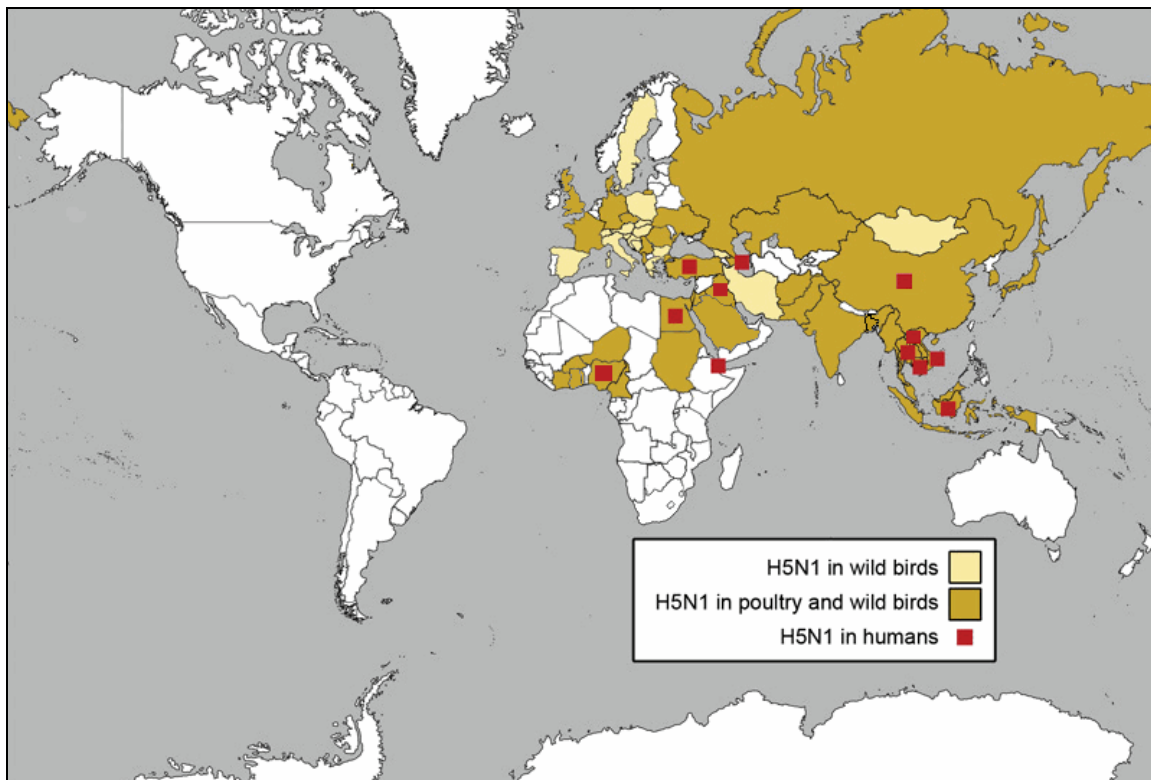 H5N1 in wild birds
H5N1 in poultry and wild birds
H5N1 in humans